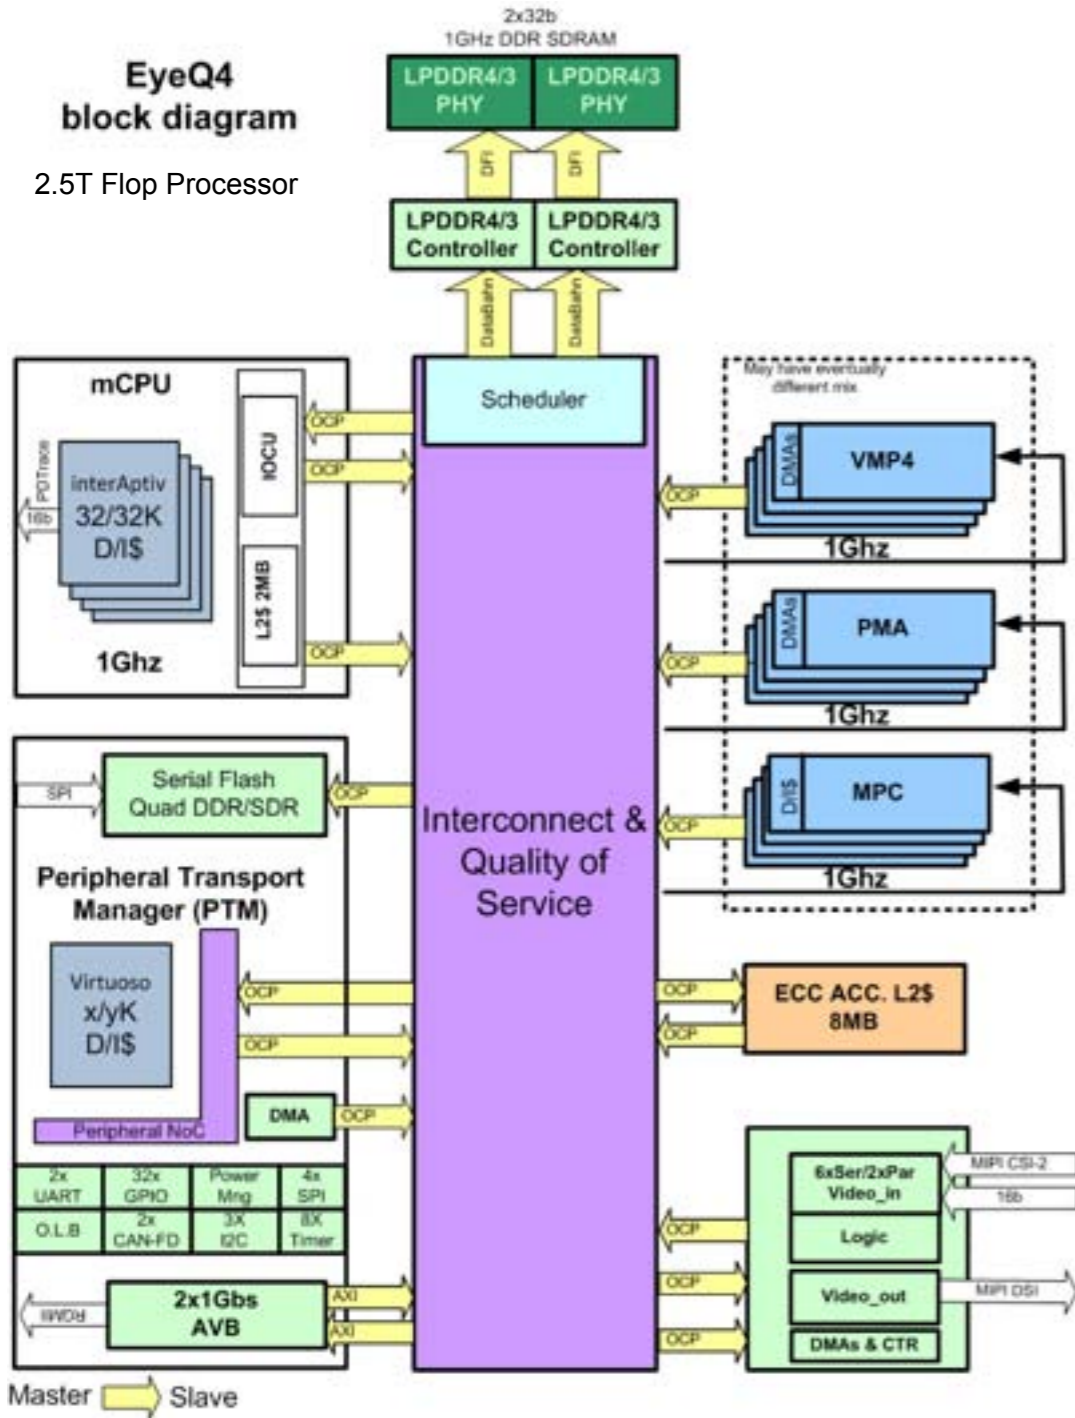 2x32b
1GHz DDR SDRAM
EyeQ4
block diagram
2.5T Flop Processor
LPDDR4/3
PHY
LPDDR4/3
PHY
DFI
DFI
LPDDR4/3
Controller
LPDDR4/3
Controller
DataBahn
DataBahn
Scheduler
Interconnect &
Quality of
Service
mCPU
PDTrace
16b
interAptiv
32/32K
D/I$
1Ghz
IOCU
L2$ 2MB
OCP
OCP
OCP
May have eventually
different mix
DMAs
VMP4
1Ghz
OCP
DMAs
PMA
1Ghz
OCP
D/I$
MPC
1Ghz
OCP
SPI
Serial Flash
Quad DDR/SDR
OCP
Peripheral Transport
Manager (PTM)
Virtuoso
x/yK
D/I$
OCP
OCP
Peripheral NoC
DMA
OCP
2x
UART
32x
GPIO
Power
Mng
4x
SPI
O.L.B
2x
CAN-FD
3X
I2C
8X
Timer
RGMII
2x1Gbs
AVB
AXI
AXI
OCP
OCP
ECC ACC. L2$
8MB
6xSer/2xPar
Video_in
MIPI CSI-2
16b
Logic
OCP
Video_out
OCP
MIPI DSI
DMAs & CTR
OCP
Master
Slave